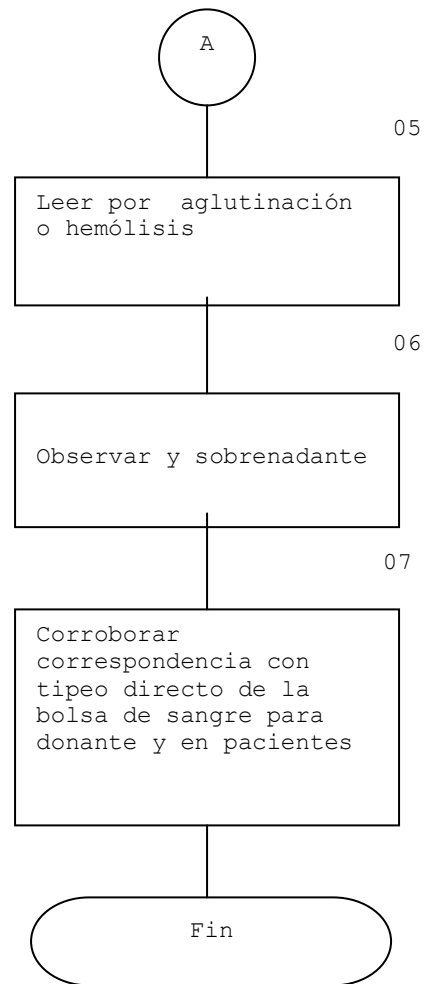 A
05
Leer por aglutinación
o hemólisis
06
Observar y sobrenadante
07
Corroborar
correspondencia con
tipeo directo de la
bolsa de sangre para
donante y en pacientes
Fin